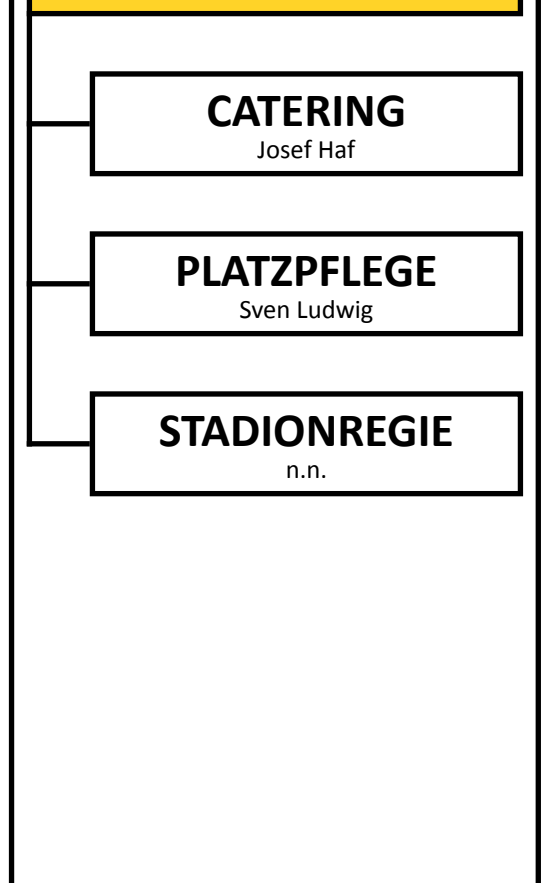 CATERING
Josef Haf
PLATZPFLEGE
Sven Ludwig
STADIONREGIE
n.n.